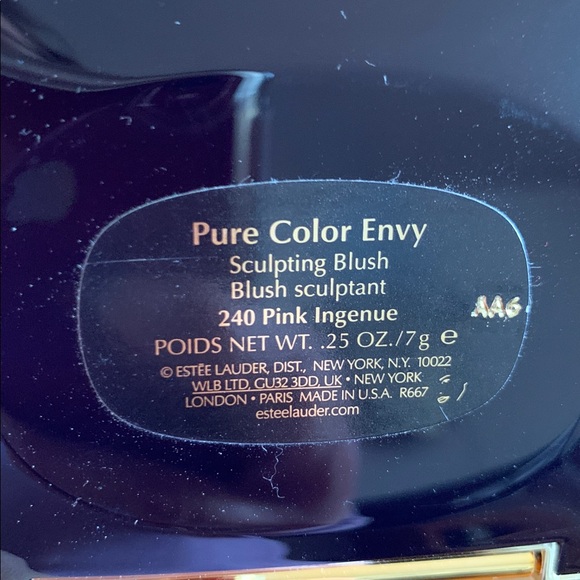 Pure Color Envy
Sculpting Blush
Blush sculptant
240 Pink Ingenue
AA6
POIDS NET WT. .25 OZ./7g e
© ESTĒE LAUDER, DIST., NEW YORK, N.Y. 10022
WLB LTD, GU32 3DD, UK • NEW YORK
LONDON • PARIS MADE IN U.S.A. R667
esteelauder.com